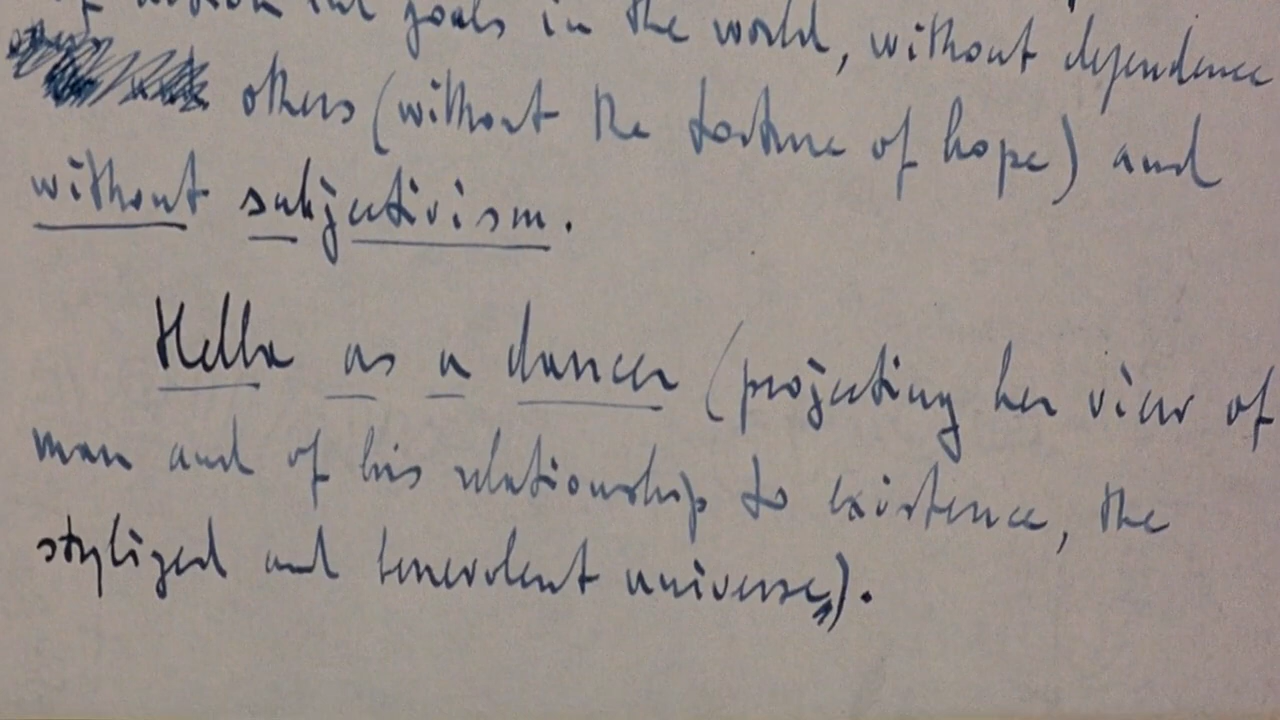 goals in the world, without dependence
others (without the torture of hope) and
without subjectivism.
Hella as a dancer (projecting her view of
man and of his relationship to existence, the
stylized and benevolent universe).